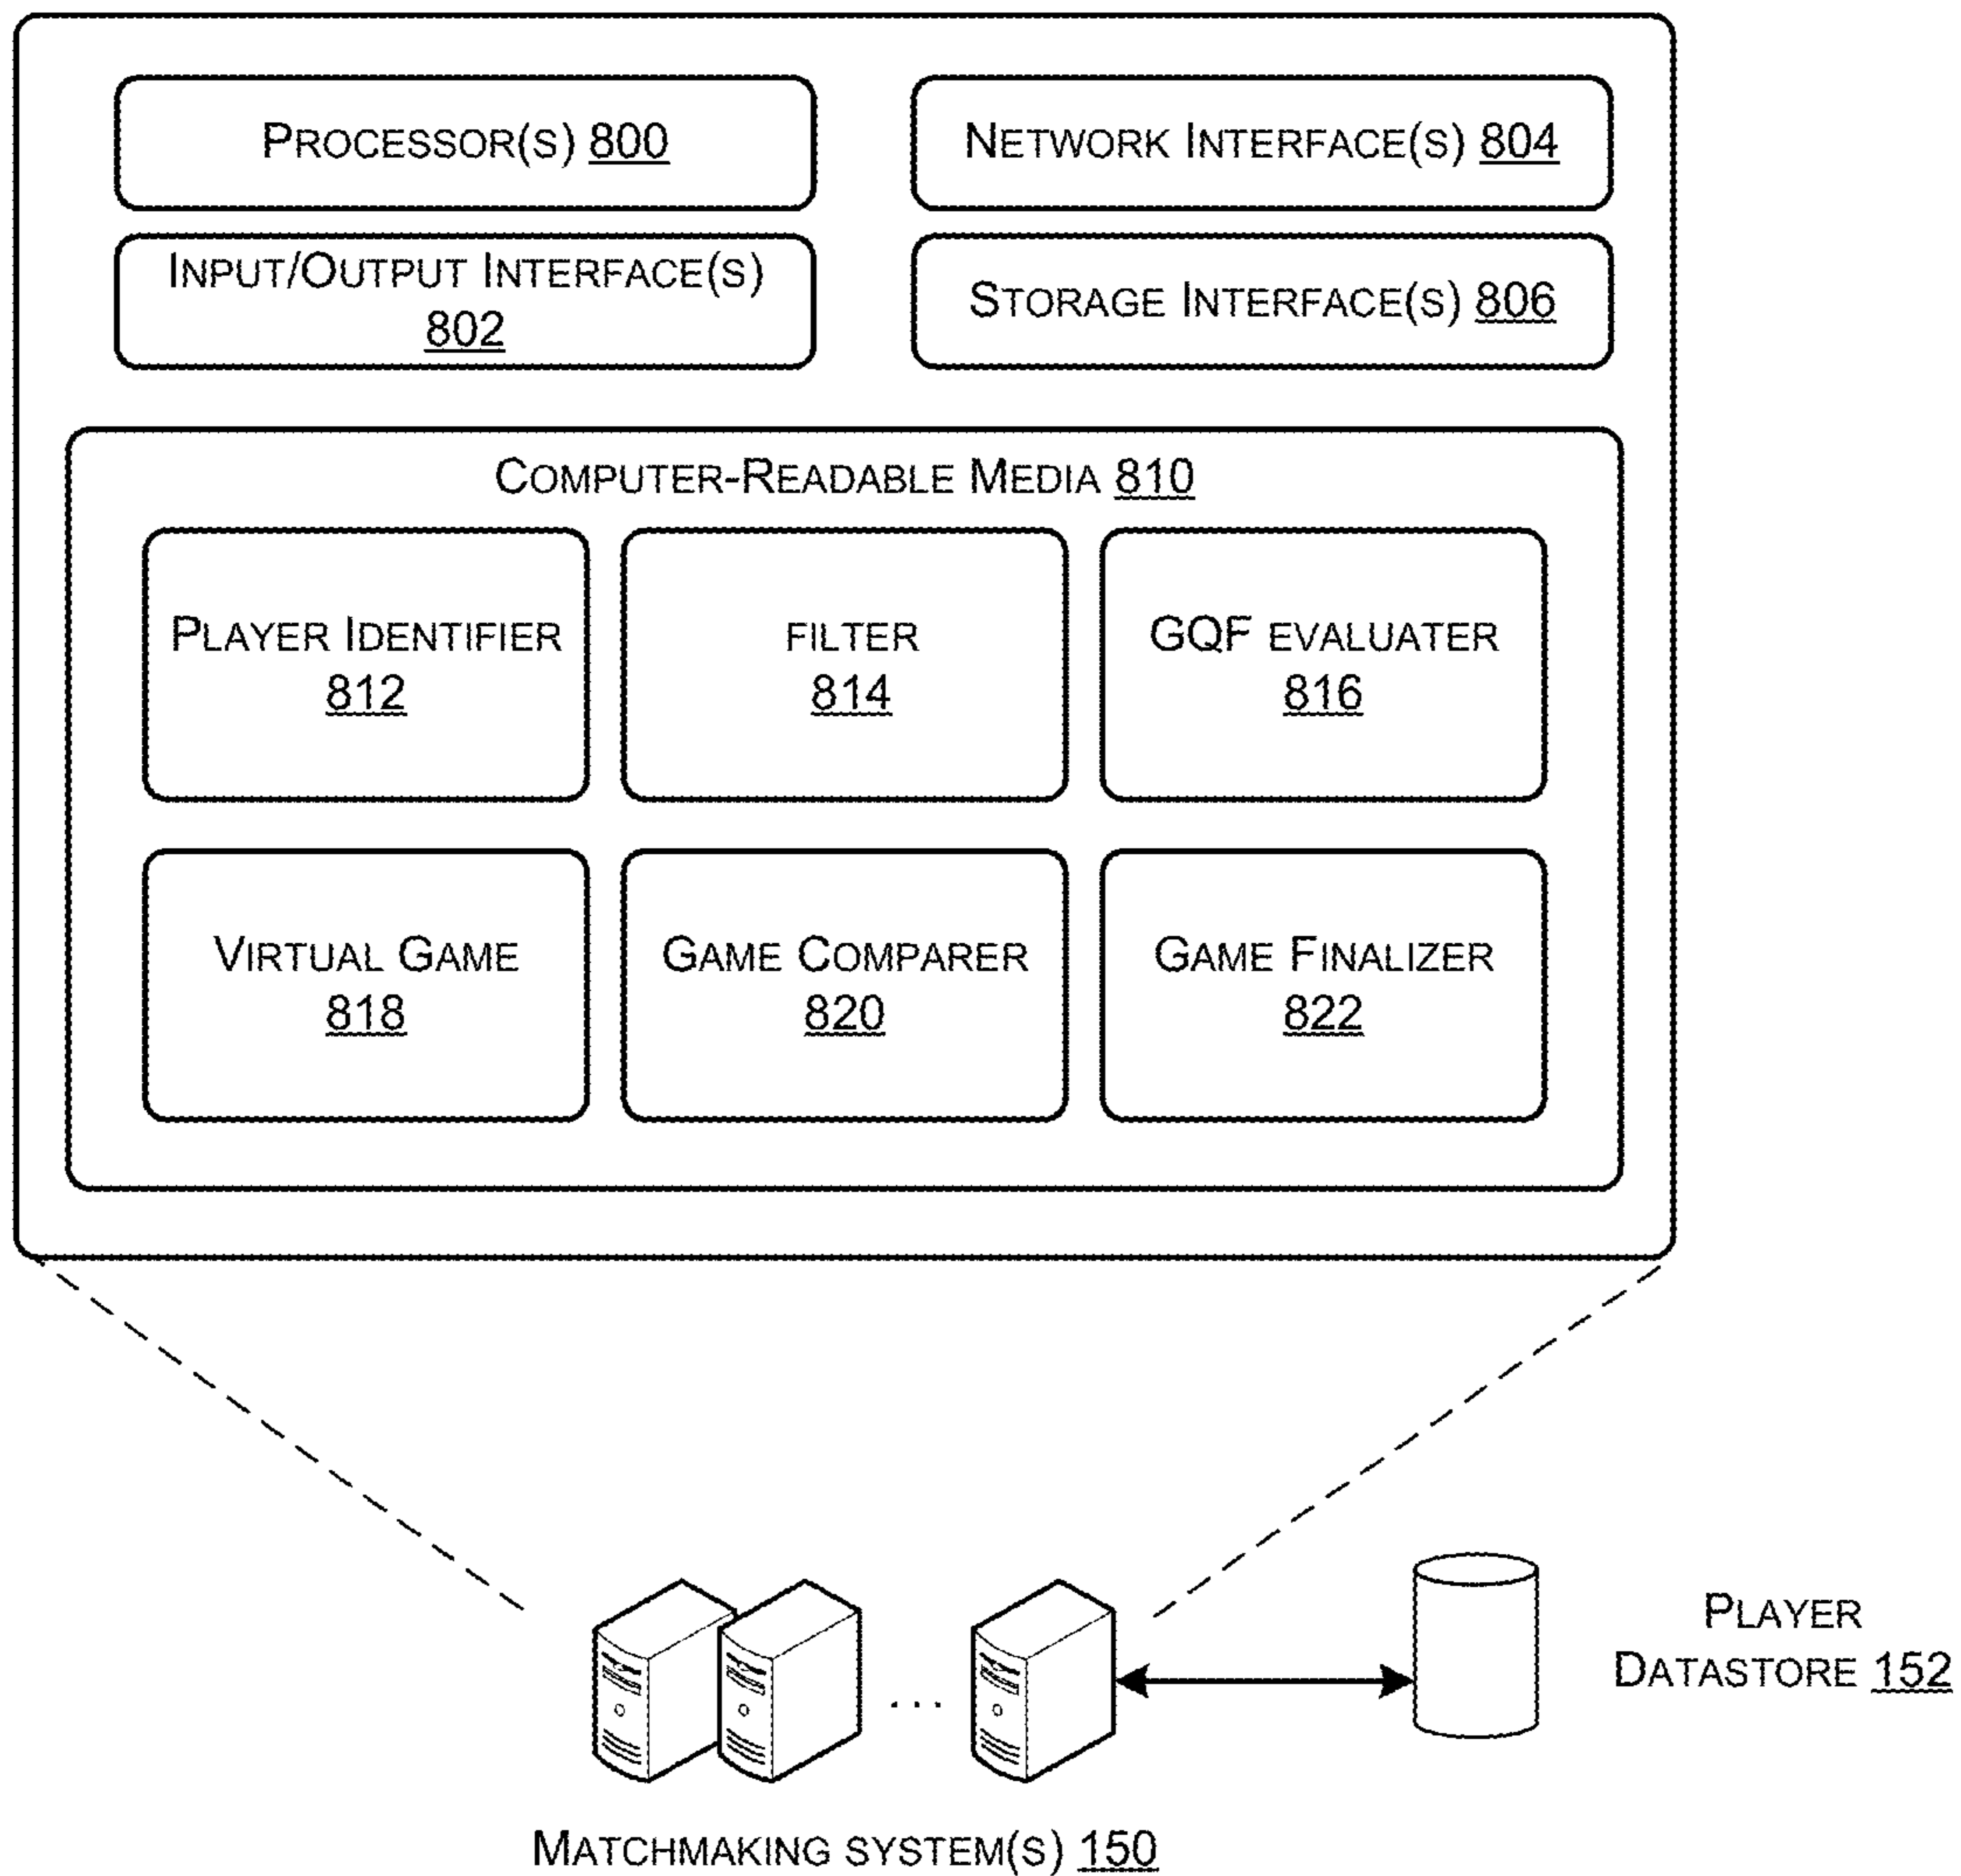 PROCESSOR(S) 800
NETWORK INTERFACE(S) 804
INPUT/OUTPUT INTERFACE(S)
802
STORAGE INTERFACE(S) 806
COMPUTER-READABLE MEDIA 810
PLAYER IDENTIFIER
812
FILTER
814
GQF EVALUATER
816
VIRTUAL GAME
818
GAME COMPARER
820
GAME FINALIZER
822
...
PLAYER
DATASTORE 152
MATCHMAKING SYSTEM(S) 150